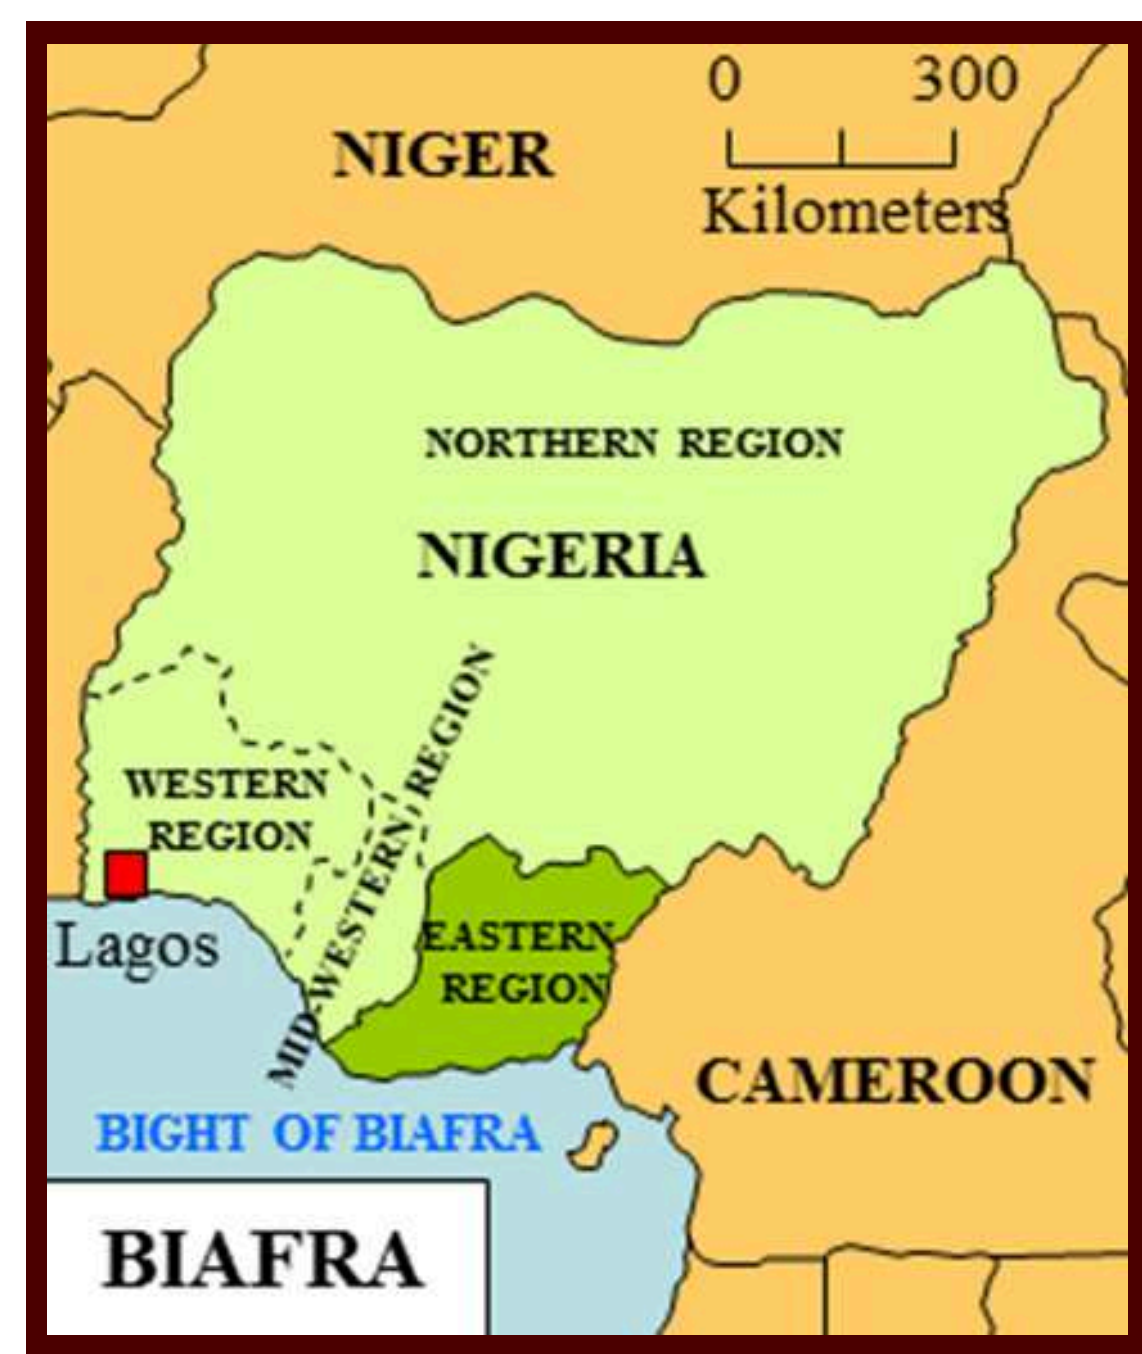 0 300
Kilometers
NIGER
NORTHERN REGION
NIGERIA
MID-WESTERN REGION
WESTERN
REGION
Lagos
EASTERN
REGION
CAMEROON
BIGHT OF BIAFRA
BIAFRA